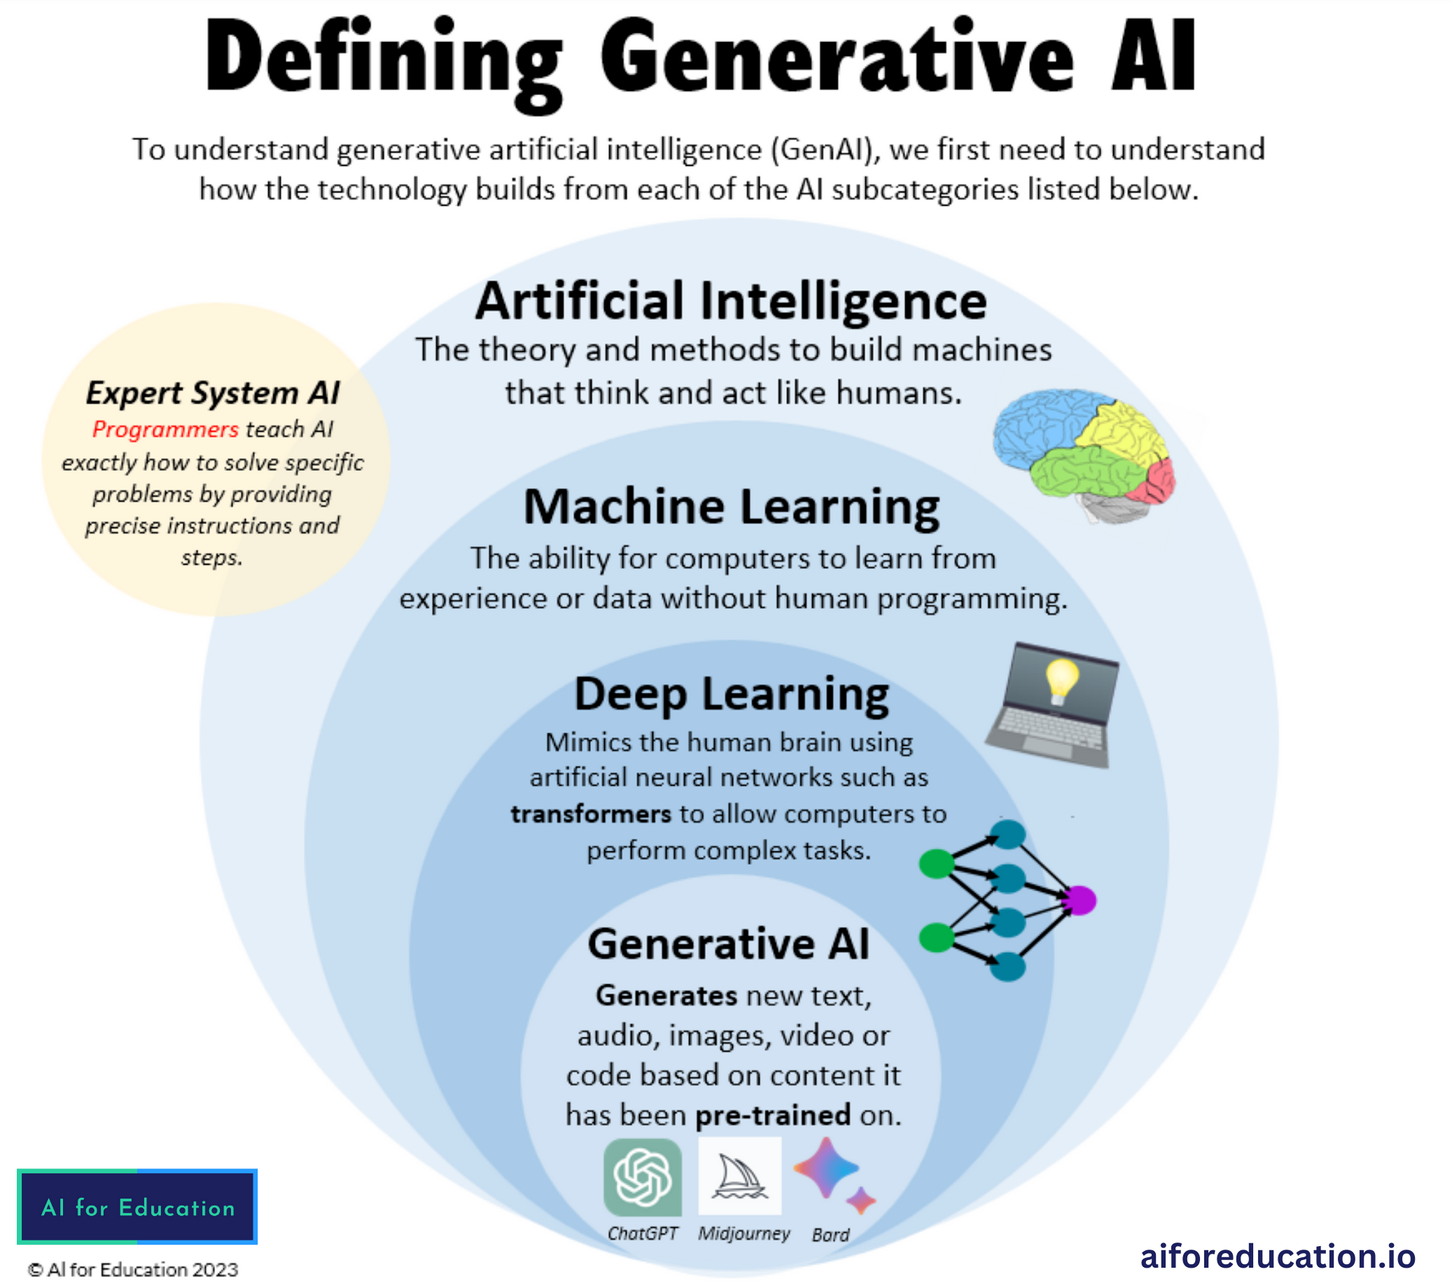 Defining Generative AI
To understand generative artificial intelligence (GenAI), we first need to understand
how the technology builds from each of the AI subcategories listed below.
Artificial Intelligence
The theory and methods to build machines
that think and act like humans.
Expert System AI
Programmers teach AI
exactly how to solve specific
problems by providing
precise instructions and
steps.
Machine Learning
The ability for computers to learn from
experience or data without human programming.
Deep Learning
Mimics the human brain using
artificial neural networks such as
transformers to allow computers to
perform complex tasks.
Generative AI
Generates new text,
audio, images, video or
code based on content it
has been pre-trained on.
ChatGPT Midjourney Bard
AI for Education
© AI for Education 2023
aiforeducation.io